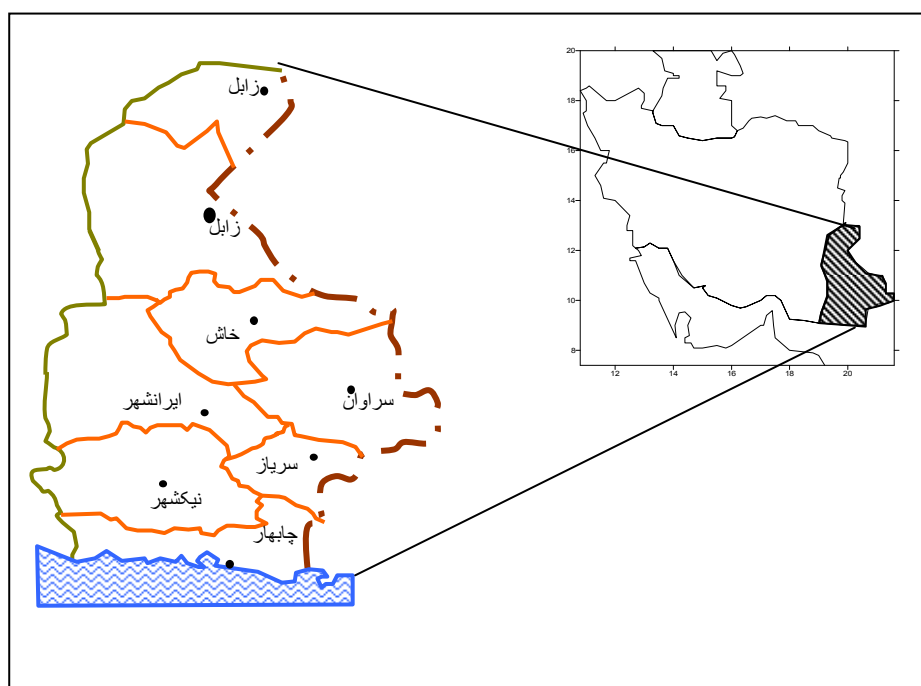 زابل
زابل
خاش
سراوان
ایرانشهر
سرباز
نیکشهر
چابهار
20
18
16
14
12
10
8
12 14 16 18 20